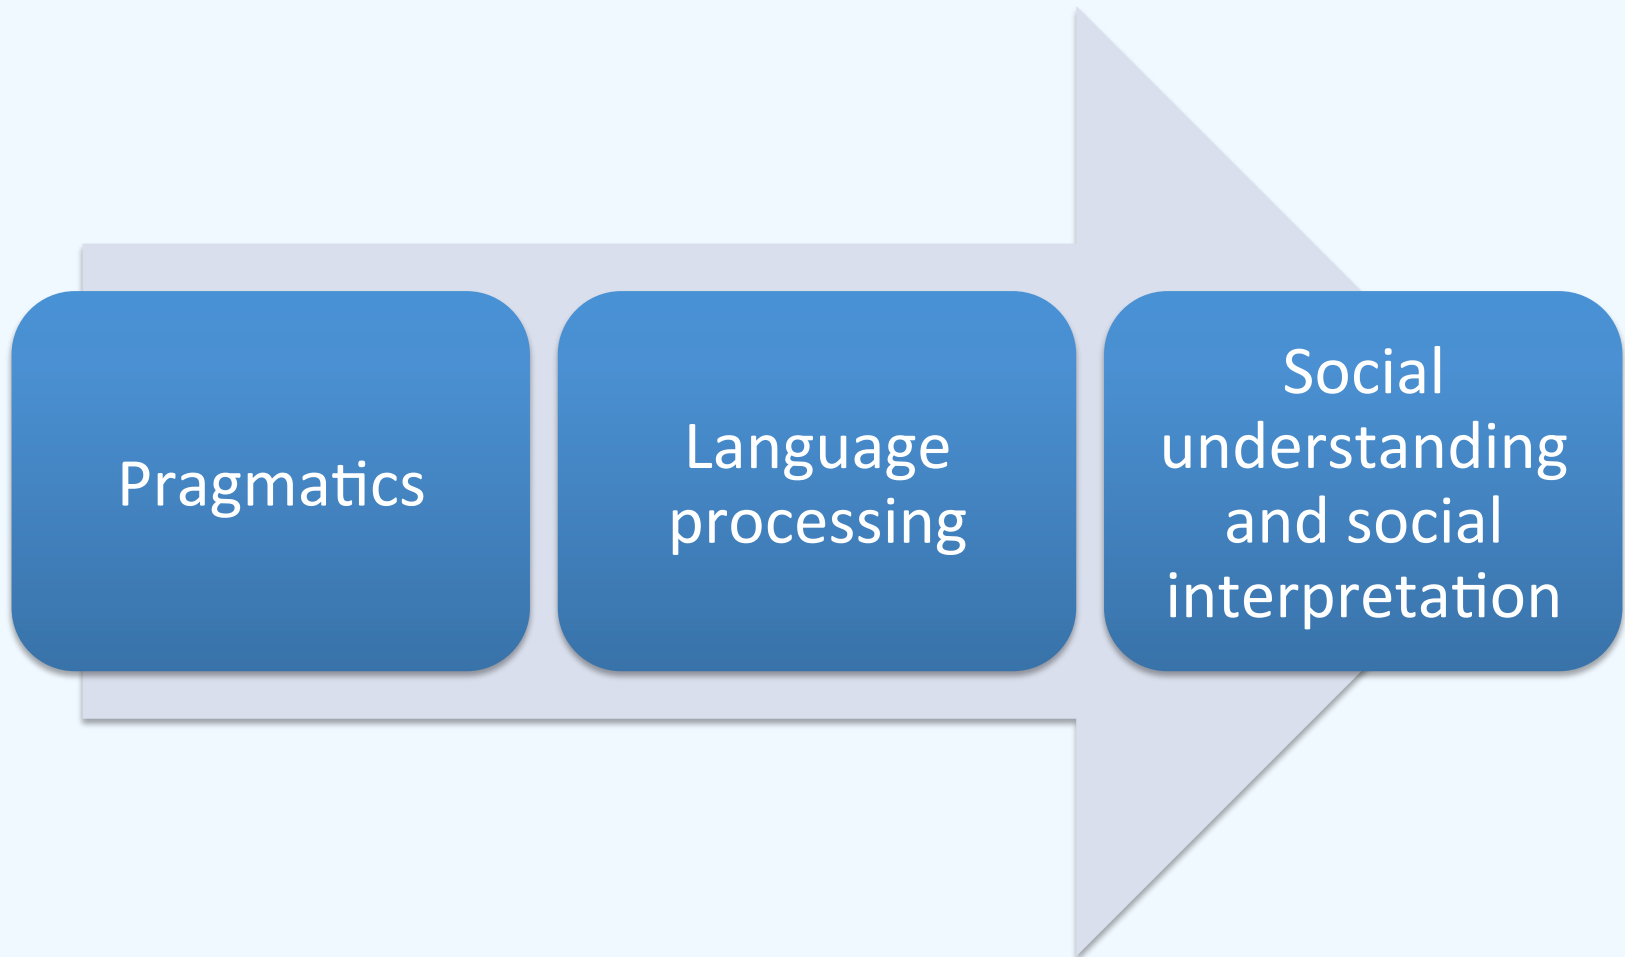 Pragmatics
Language
processing
Social
understanding
and social
interpretation